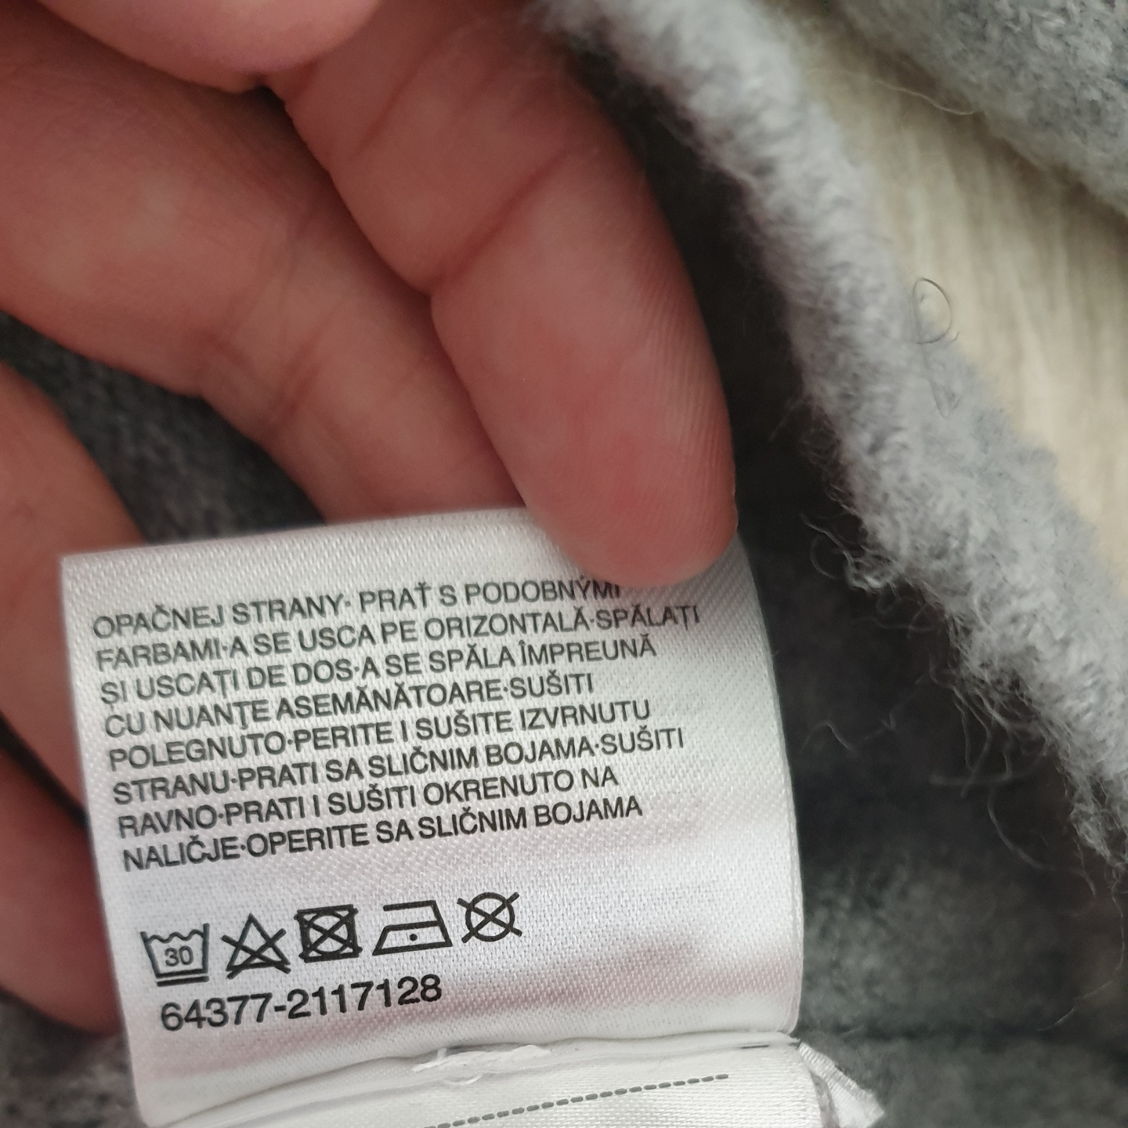 OPAČNEJ STRANY· PRAŤ S PODOBNÝMI
FARBAMI·A SE USCA PE ORIZONTALĂ·SPĂLAȚI
ȘI USCAȚI DE DOS·A SE SPĂLA ÎMPREUNĂ
CU NUANȚE ASEMĂNĂTOARE·SUŠITI
POLEGNUTO·PERITE I SUŠITE IZVRNUTU
STRANU·PRATI SA SLIČNIM BOJAMA·SUŠITI
RAVNO·PRATI I SUŠITI OKRENUTO NA
NALIČJE·OPERITE SA SLIČNIM BOJAMA
30
64377-2117128